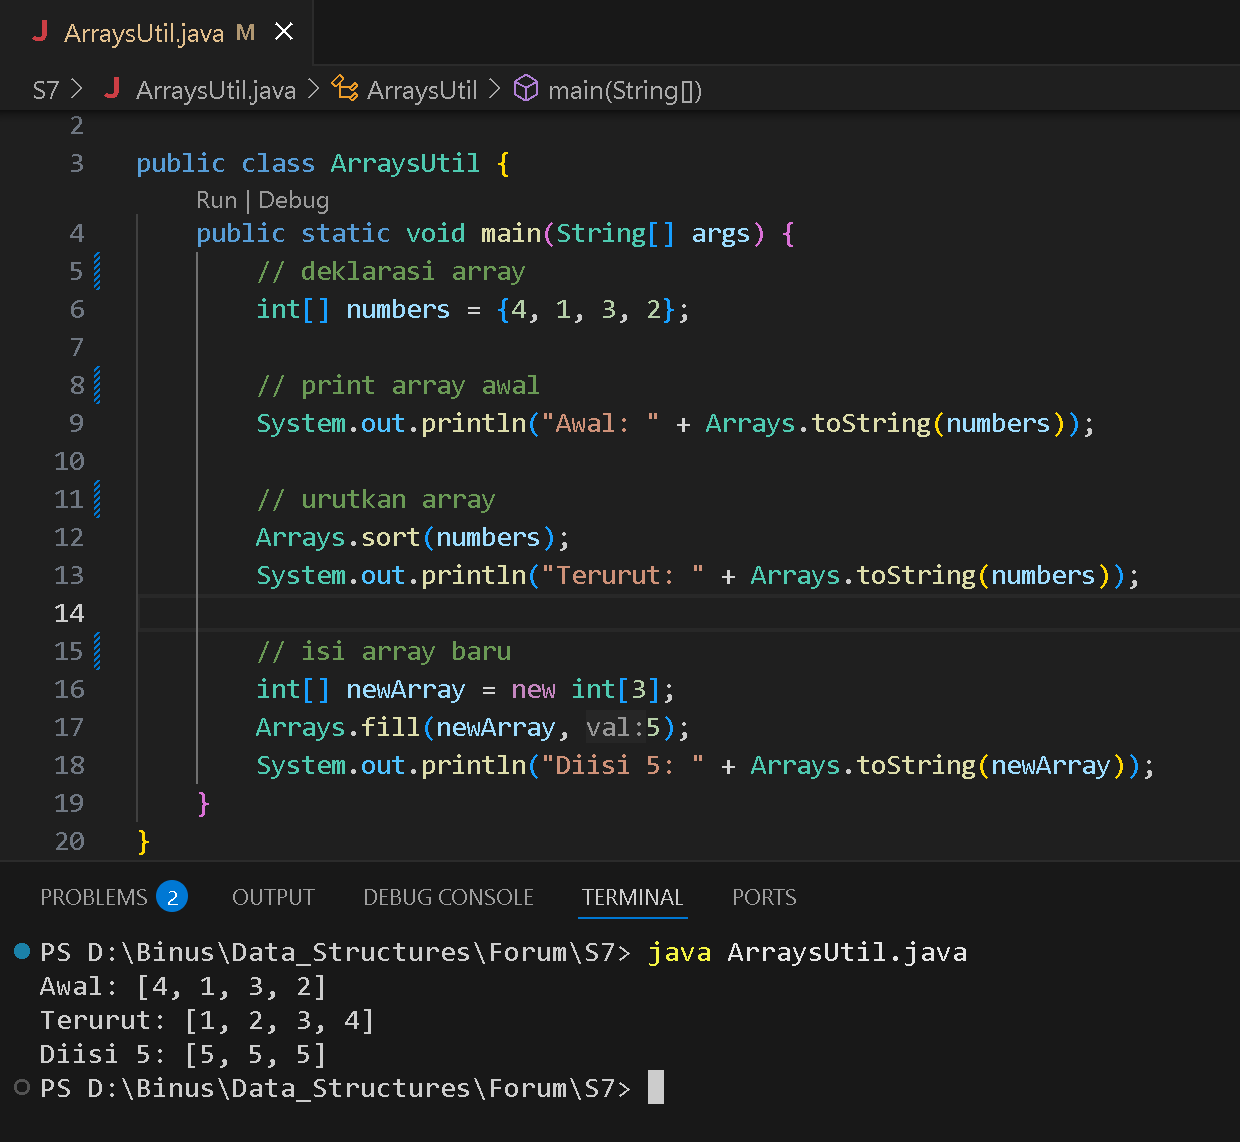 J ArraysUtil.java M
S7 > J ArraysUtil.java > ArraysUtil > main(String[])
2
3 public class ArraysUtil {
Run | Debug
4 public static void main(String[] args) {
5 // deklarasi array
6 int[] numbers = {4, 1, 3, 2};
7
8 // print array awal
9 System.out.println("Awal: " + Arrays.toString(numbers));
10
11 // urutkan array
12 Arrays.sort(numbers);
13 System.out.println("Terurut: " + Arrays.toString(numbers));
14
15 // isi array baru
16 int[] newArray = new int[3];
17 Arrays.fill(newArray, val:5);
18 System.out.println("Diisi 5: " + Arrays.toString(newArray));
19 }
20 }
PROBLEMS 2 OUTPUT DEBUG CONSOLE TERMINAL PORTS
PS D:\Binus\Data_Structures\Forum\S7> java ArraysUtil.java
Awal: [4, 1, 3, 2]
Terurut: [1, 2, 3, 4]
Diisi 5: [5, 5, 5]
PS D:\Binus\Data_Structures\Forum\S7>